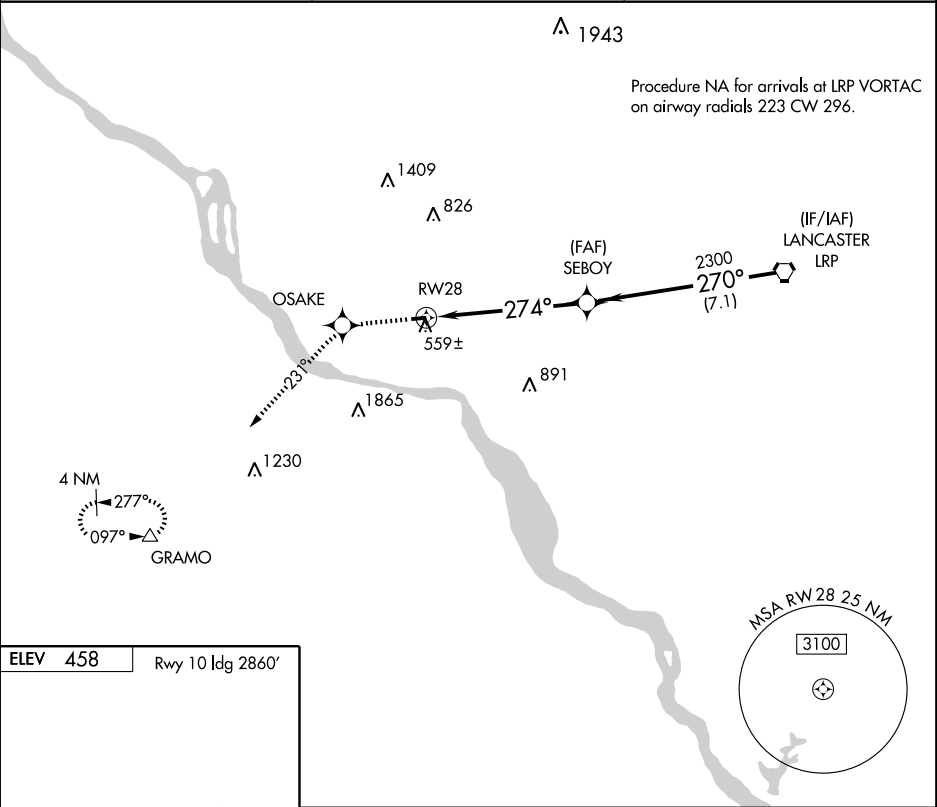 1943
Procedure NA for arrivals at LRP VORTAC
on airway radials 223 CW 296.
1409
826
(IF/IAF)
LANCASTER
LRP
(FAF)
SEBOY
2300
270°
(7.1)
RW28
OSAKE
274°
559±
231°
891
1865
1230
4 NM
277°
097°
GRAMO
MSA RW 28 25 NM
3100
ELEV 458
Rwy 10 ldg 2860'